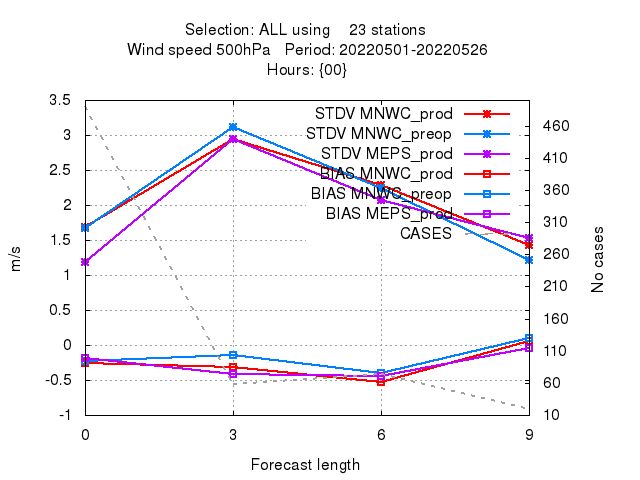 Selection: ALL using 23 stations
Wind speed 500hPa Period: 20220501-20220526
Hours: {00}
3.5
3
2.5
2
1.5
1
0.5
0
-0.5
-1
m/s
STDV MNWC_prod
STDV MNWC_preop
STDV MEPS_prod
BIAS MNWC_prod
BIAS MNWC_preop
BIAS MEPS_prod
CASES
460
410
360
310
260
210
160
110
60
10
No cases
0 3 6 9
Forecast length